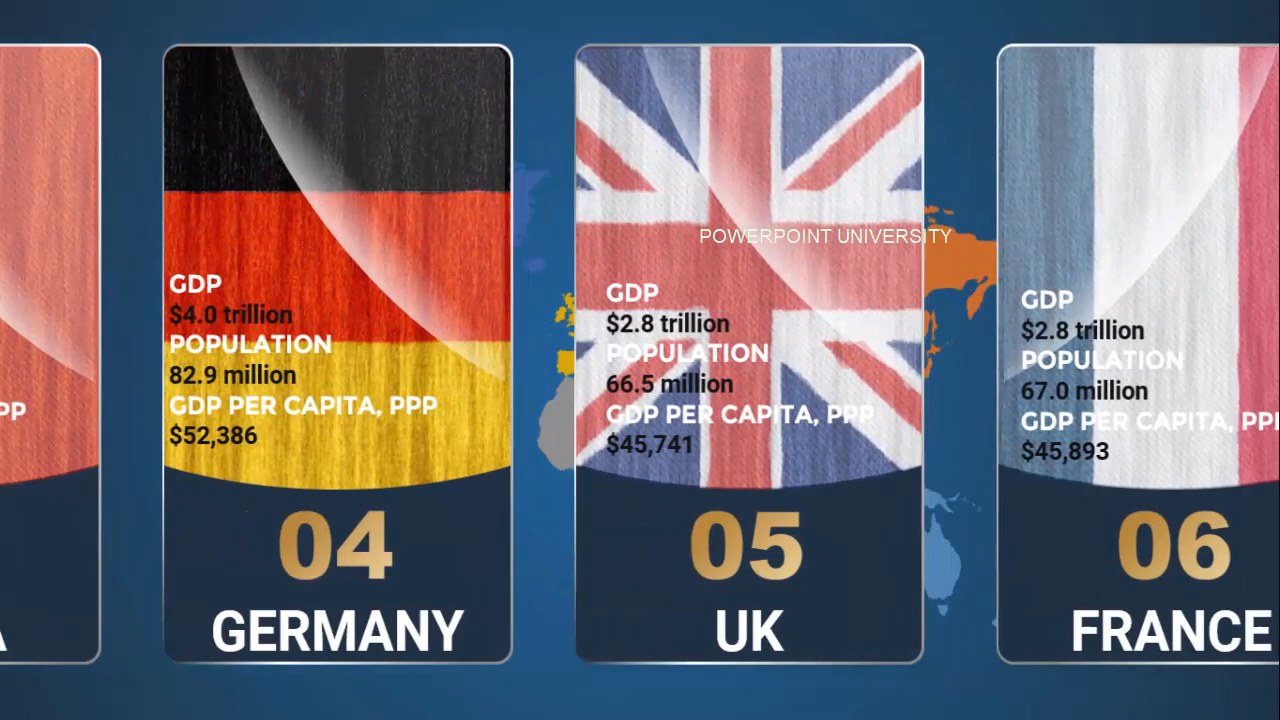 PP
A
GDP
$4.0 trillion
POPULATION
82.9 million
GDP PER CAPITA, PPP
$52,386
04
GERMANY
POWERPOINT UNIVERSITY
GDP
$2.8 trillion
POPULATION
66.5 million
GDP PER CAPITA, PPP
$45,741
05
UK
GDP
$2.8 trillion
POPULATION
67.0 million
GDP PER CAPITA, PP
$45,893
06
FRANCE